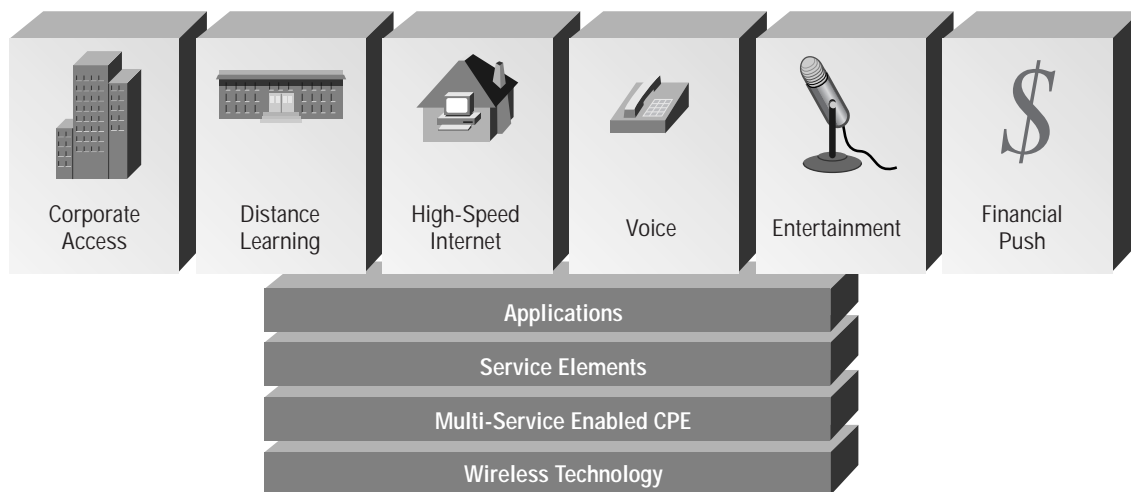 Corporate
Access
Distance
Learning
High-Speed
Internet
Voice
Entertainment
Financial
Push
$
Applications
Service Elements
Multi-Service Enabled CPE
Wireless Technology